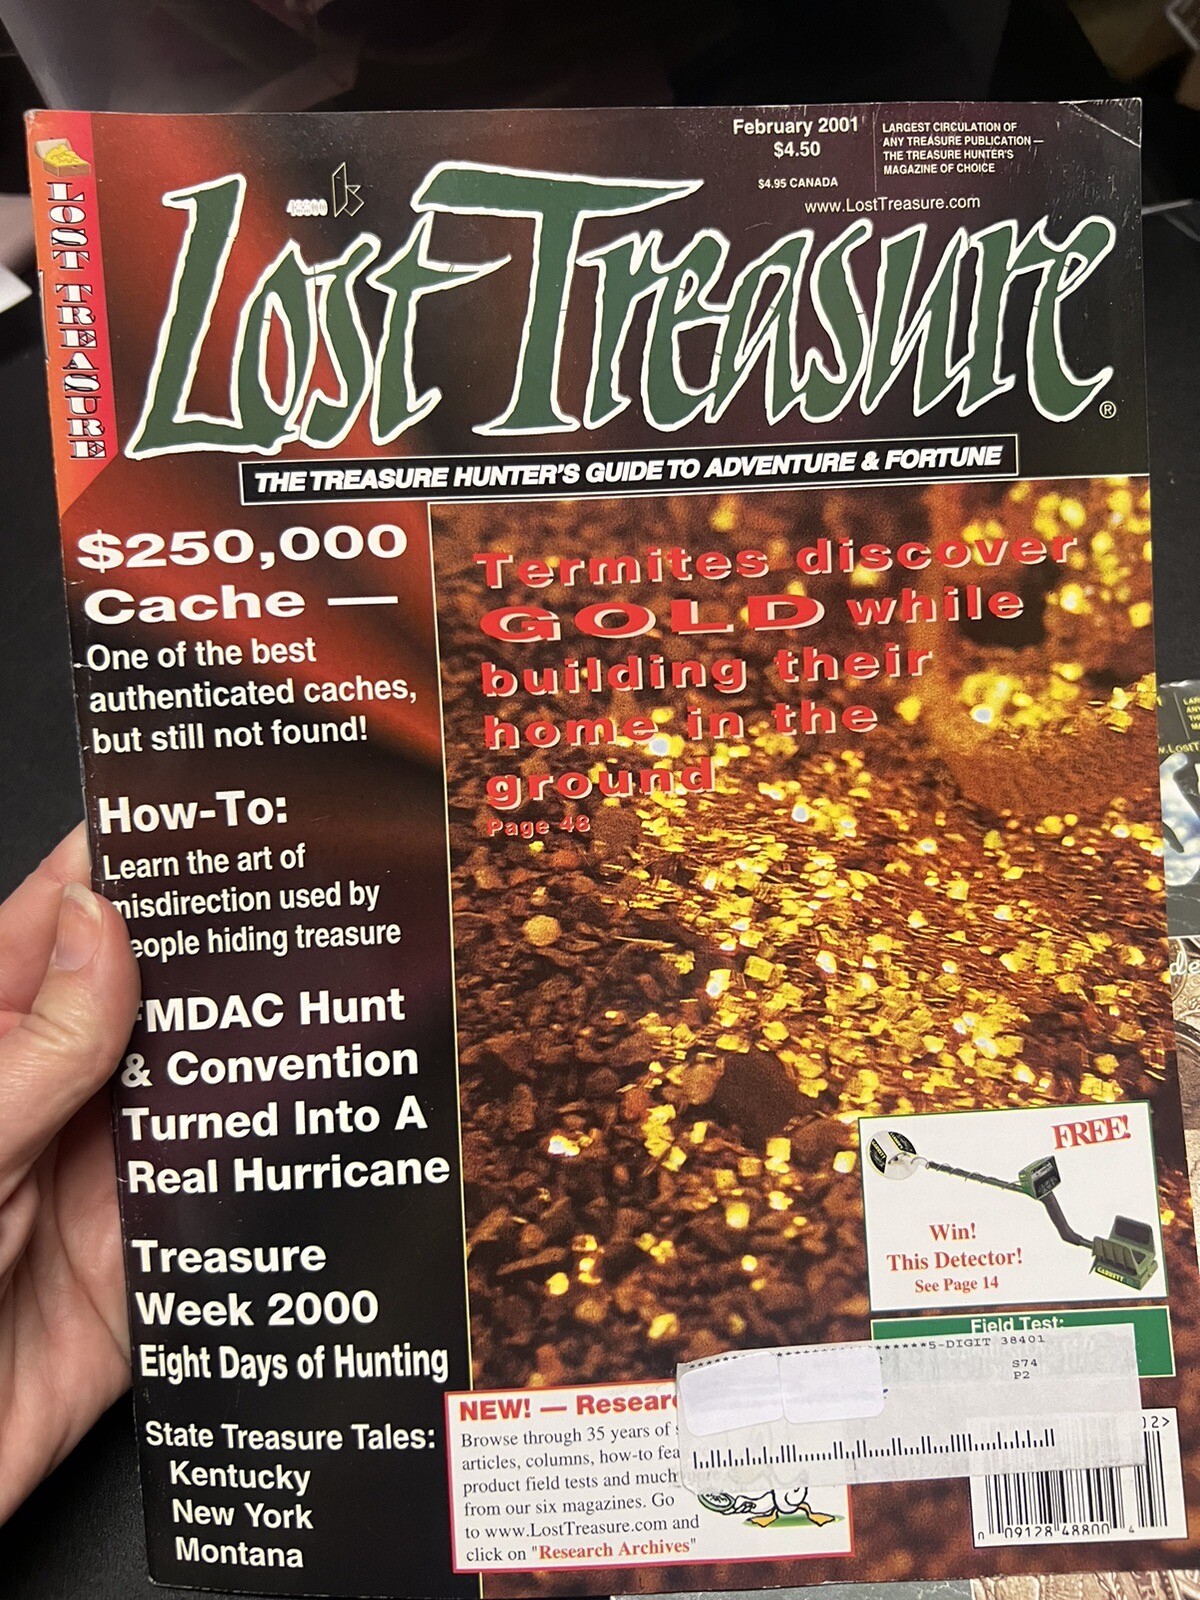 LOST TREASURE
February 2001
$4.50
$4.95 CANADA
LARGEST CIRCULATION OF
ANY TREASURE PUBLICATION —
THE TREASURE HUNTER'S
MAGAZINE OF CHOICE
www.LostTreasure.com
Lost Treasure®
THE TREASURE HUNTER'S GUIDE TO ADVENTURE & FORTUNE
$250,000
Cache —
One of the best
authenticated caches,
but still not found!
How-To:
Learn the art of
misdirection used by
eople hiding treasure
FMDAC Hunt
& Convention
Turned Into A
Real Hurricane
Treasure
Week 2000
Eight Days of Hunting
State Treasure Tales:
Kentucky
New York
Montana
Termites discover
GOLD while
building their
home in the
ground
Page 48
FREE!
Win!
This Detector!
See Page 14
GARRETT
Field Test:
*******5-DIGIT 38401
S74
P2
NEW! — Resear
Browse through 35 years of
articles, columns, how-to fea
product field tests and much
from our six magazines. Go
to www.LostTreasure.com and
click on "Research Archives"
02>
0 09128 48800 4